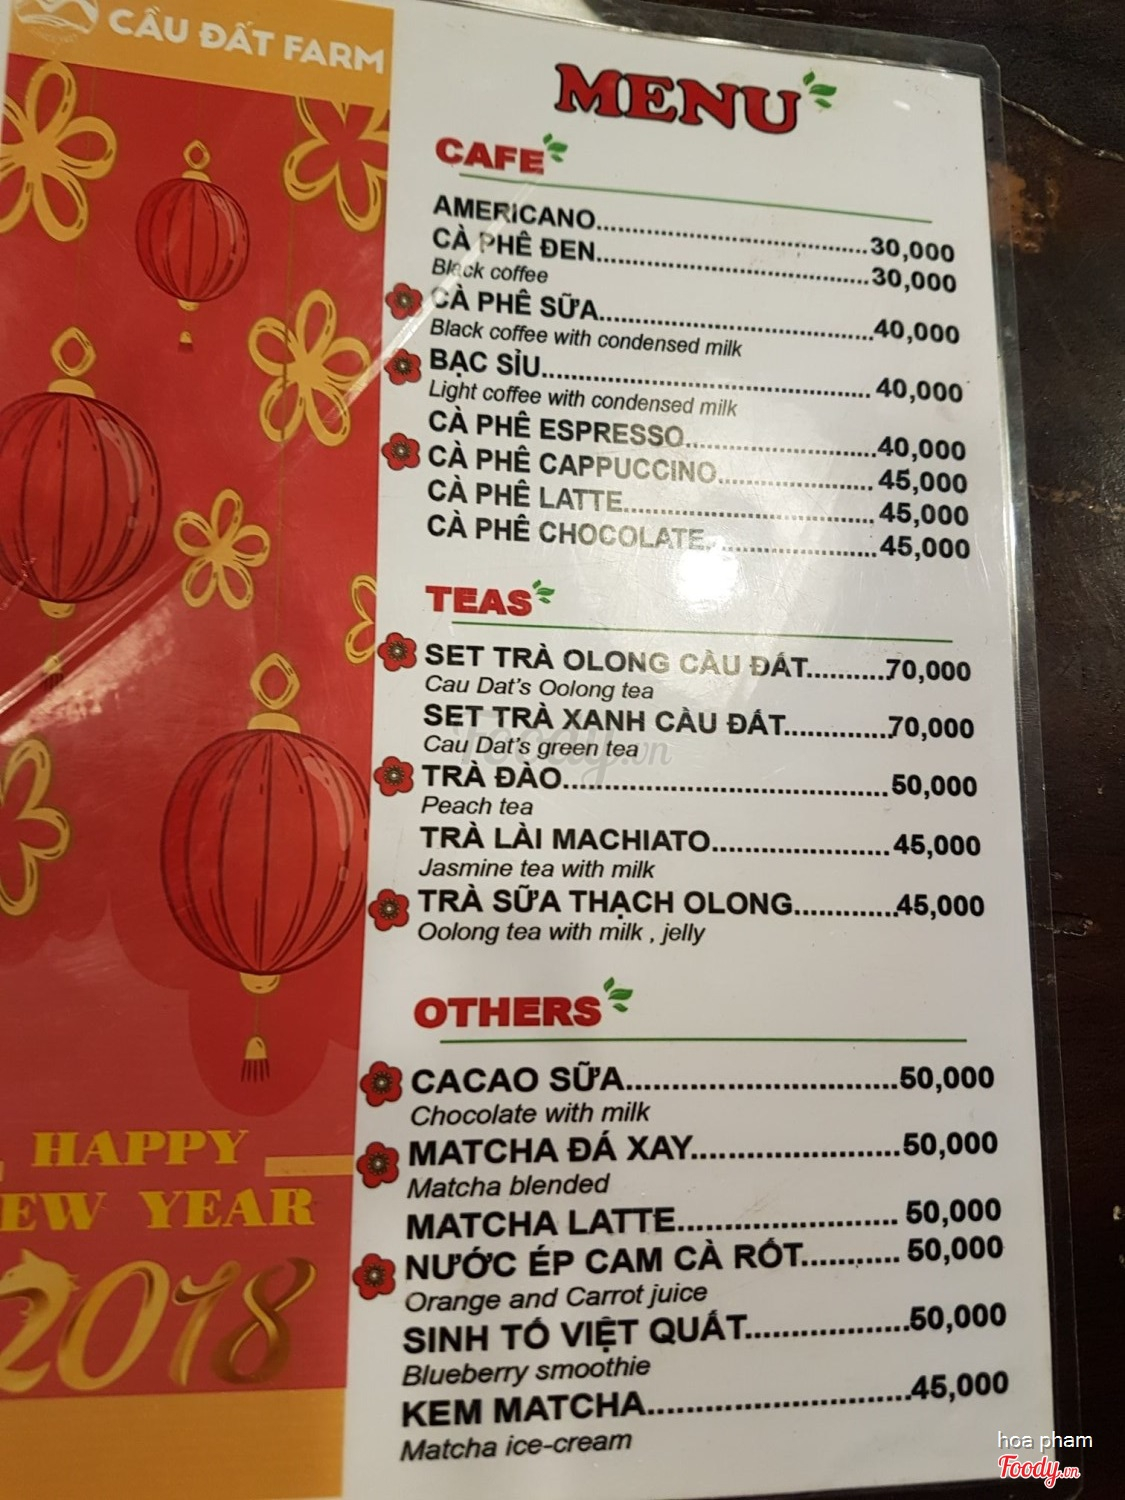 CẦU ĐẤT FARM
MENU
CAFE
AMERICANO....................................30,000
CÀ PHÊ ĐEN....................................30,000
Black coffee
CÀ PHÊ SỮA....................................40,000
Black coffee with condensed milk
BẠC SÌU.................................... 40,000
Light coffee with condensed milk
CÀ PHÊ ESPRESSO.........................40,000
CÀ PHÊ CAPPUCCINO.................... 45,000
CÀ PHÊ LATTE................................ 45,000
CÀ PHÊ CHOCOLATE......................45,000
TEAS
SET TRÀ OLONG CẦU ĐẤT.........70,000
Cau Dat's Oolong tea
SET TRÀ XANH CẦU ĐẤT............70,000
Cau Dat's green tea
TRÀ ĐÀO....................................50,000
Peach tea
TRÀ LÀI MACHIATO.....................45,000
Jasmine tea with milk
TRÀ SỮA THẠCH OLONG............45,000
Oolong tea with milk , jelly
OTHERS
CACAO SỮA.............................50,000
Chocolate with milk
MATCHA ĐÁ XAY......................50,000
Matcha blended
MATCHA LATTE....................... 50,000
NƯỚC ÉP CAM CÀ RỐT.......... 50,000
Orange and Carrot juice
SINH TỐ VIỆT QUẤT.................50,000
Blueberry smoothie
KEM MATCHA...........................45,000
Matcha ice-cream
HAPPY
EW YEAR
2018
Foody.vn
hoa pham
Foody.vn